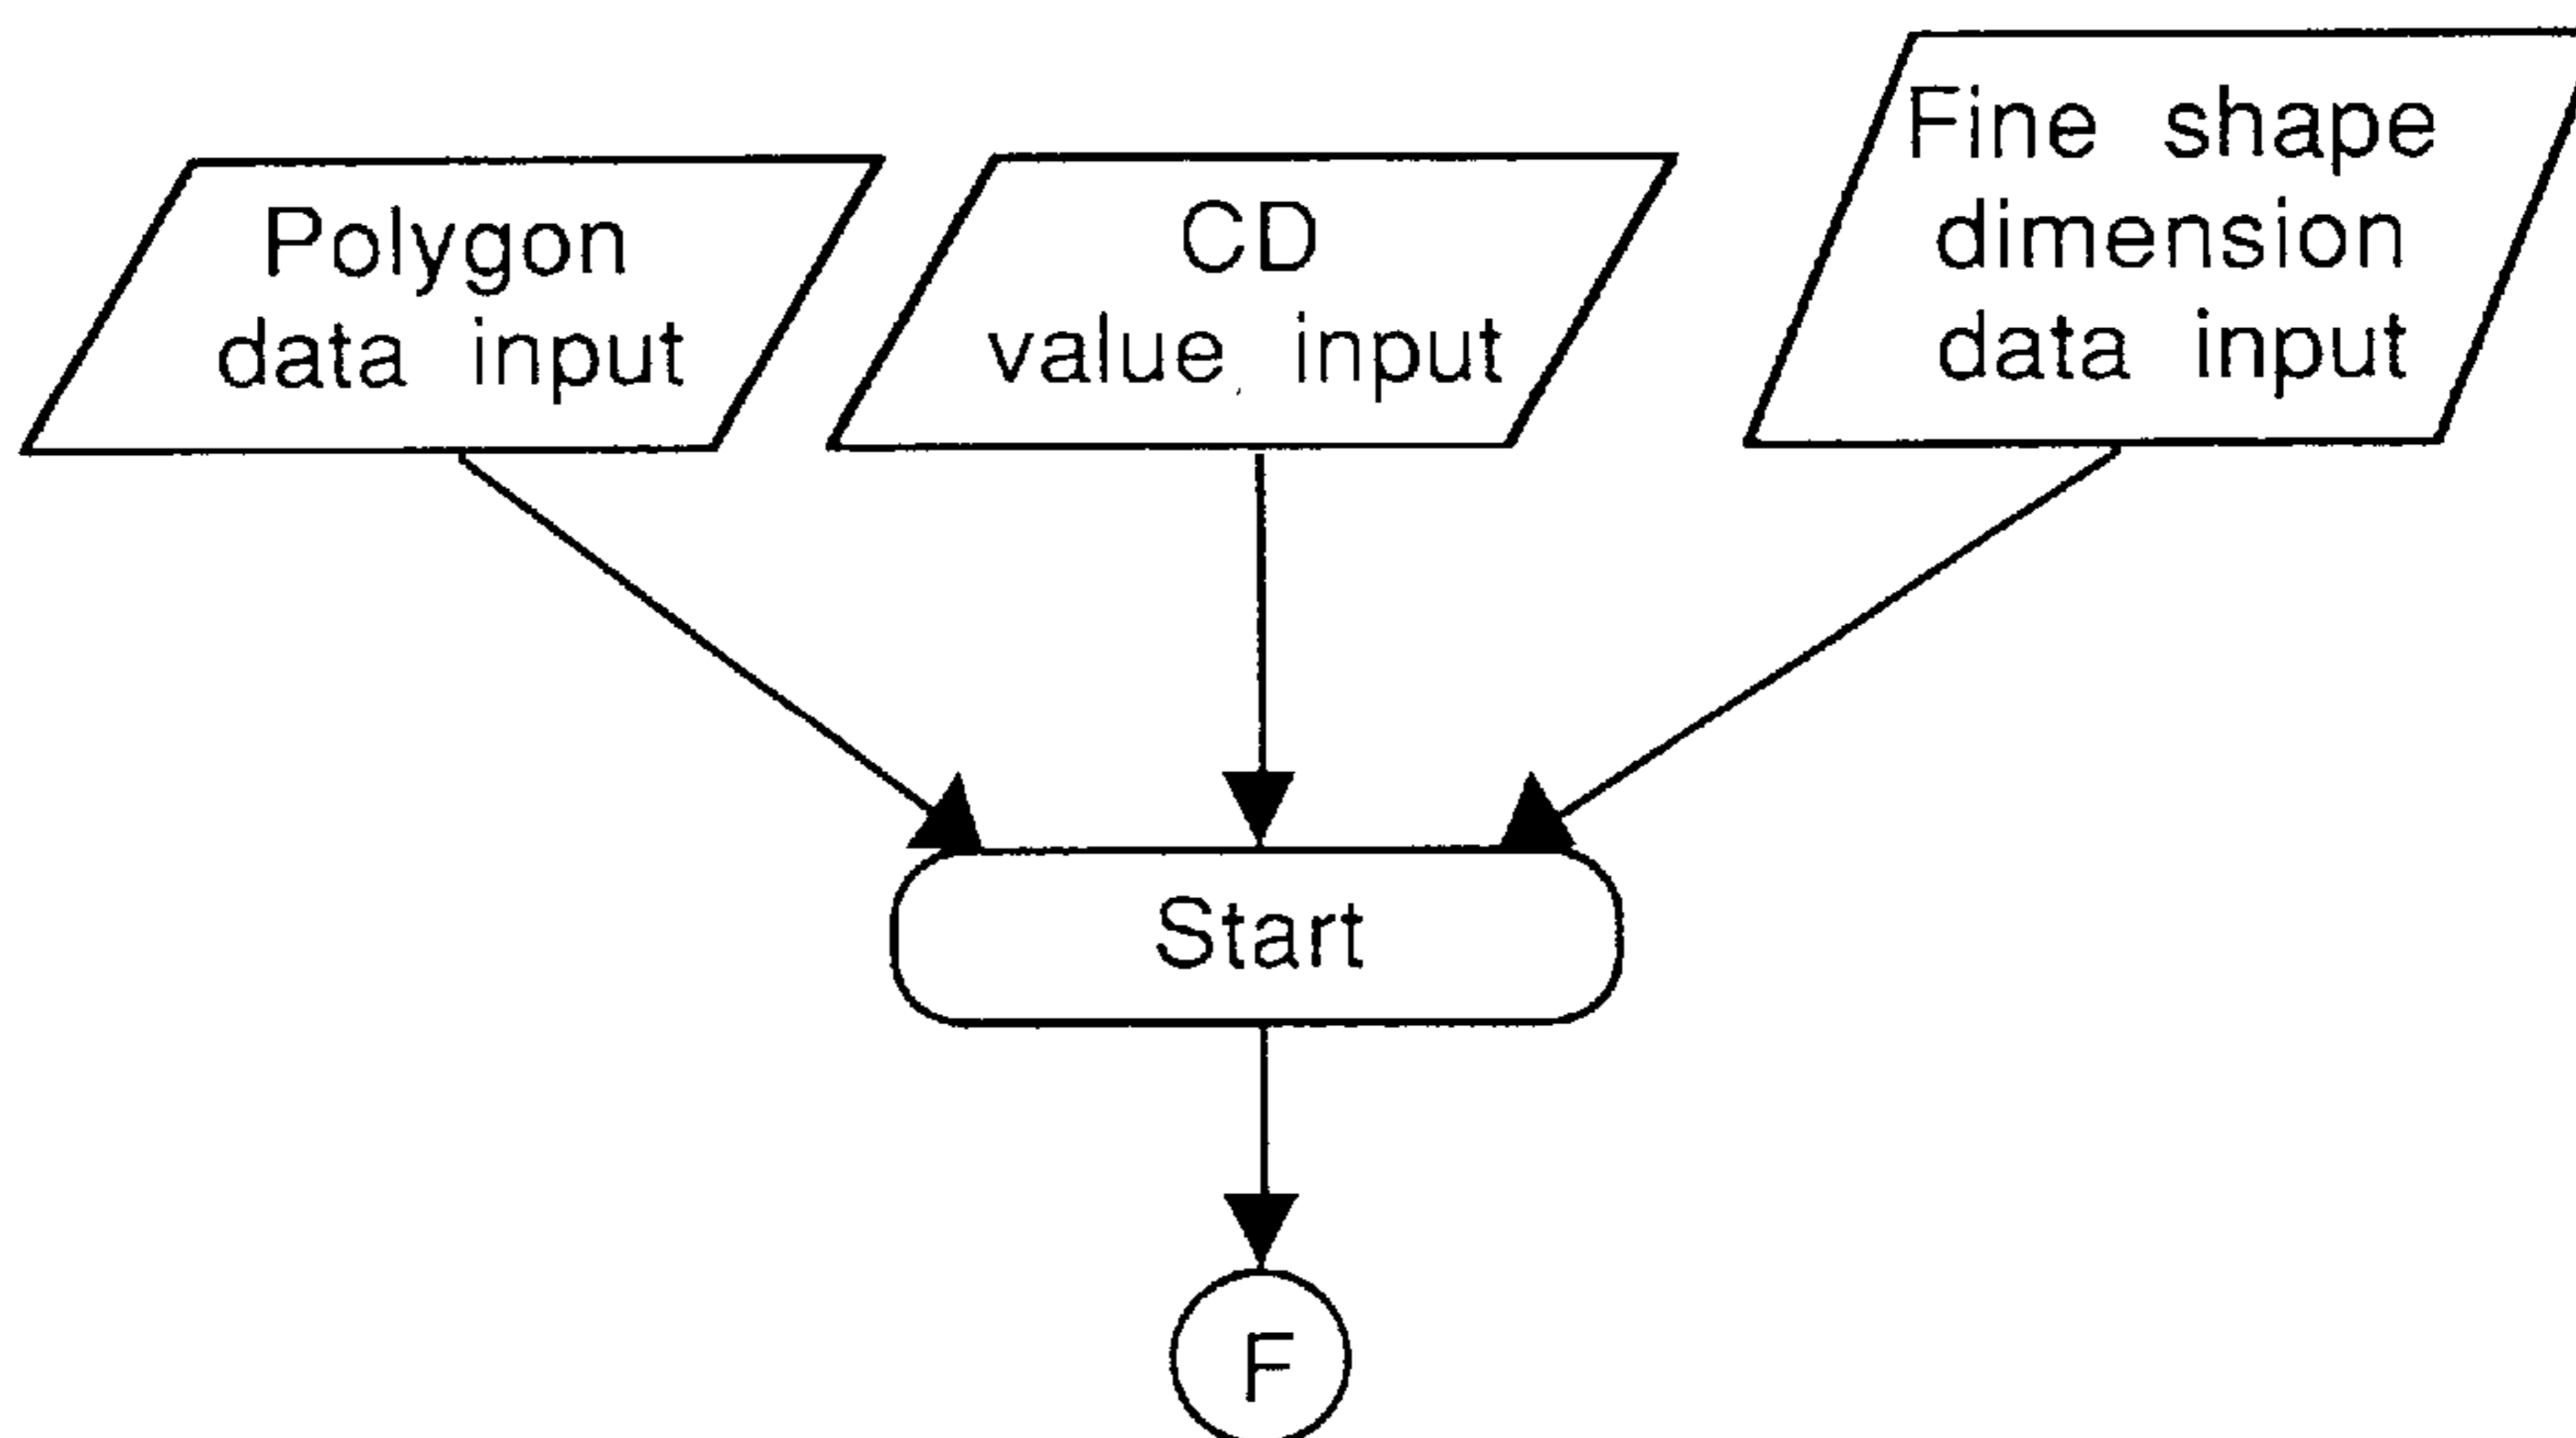 Polygon
data input
CD
value input
Fine shape
dimension
data input
Start
F